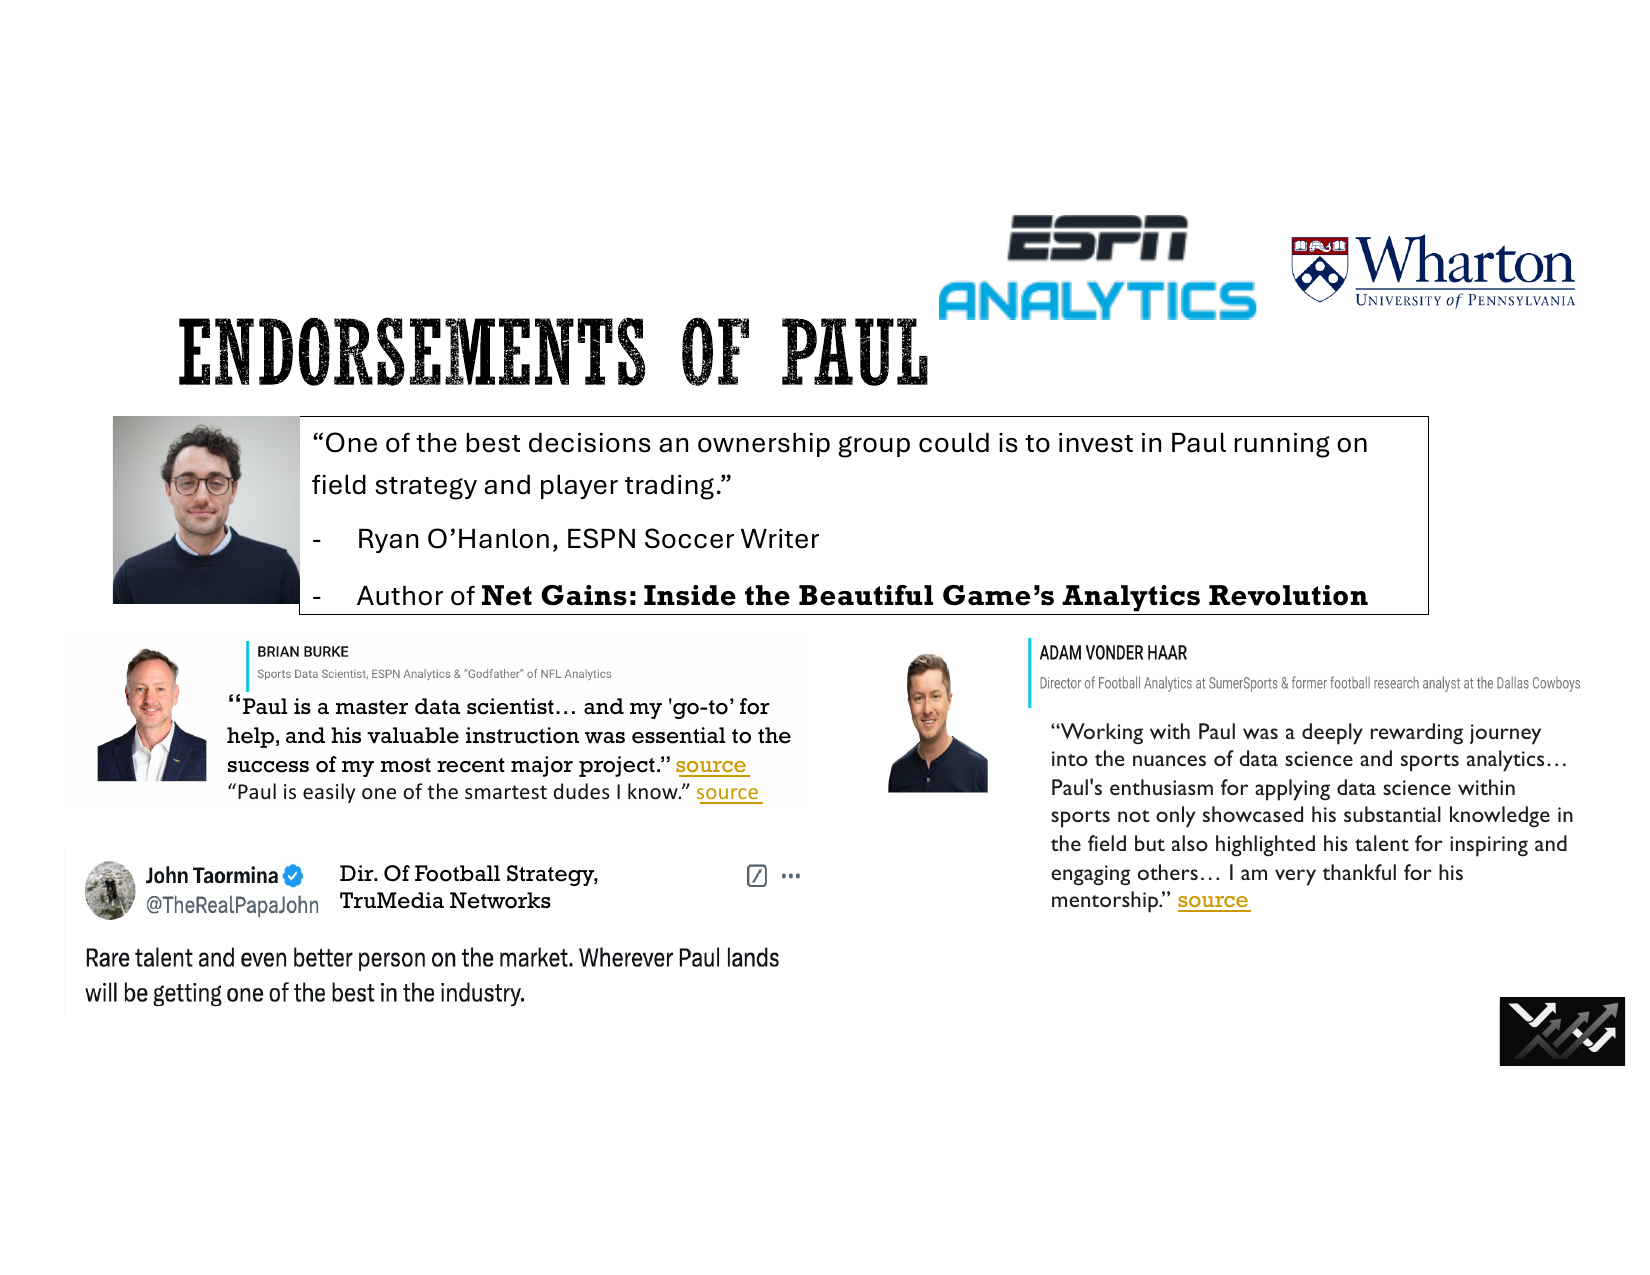 ESPN
ANALYTICS
Wharton
UNIVERSITY of PENNSYLVANIA
ENDORSEMENTS OF PAUL
“One of the best decisions an ownership group could is to invest in Paul running on
field strategy and player trading.”
- Ryan O’Hanlon, ESPN Soccer Writer
- Author of Net Gains: Inside the Beautiful Game’s Analytics Revolution
BRIAN BURKE
Sports Data Scientist, ESPN Analytics & “Godfather” of NFL Analytics
“Paul is a master data scientist… and my 'go-to’ for
help, and his valuable instruction was essential to the
success of my most recent major project.” source
“Paul is easily one of the smartest dudes I know.” source
ADAM VONDER HAAR
Director of Football Analytics at SumerSports & former football research analyst at the Dallas Cowboys
“Working with Paul was a deeply rewarding journey
into the nuances of data science and sports analytics…
Paul's enthusiasm for applying data science within
sports not only showcased his substantial knowledge in
the field but also highlighted his talent for inspiring and
engaging others… I am very thankful for his
mentorship.” source
John Taormina
@TheRealPapaJohn
Dir. Of Football Strategy,
TruMedia Networks
Rare talent and even better person on the market. Wherever Paul lands
will be getting one of the best in the industry.